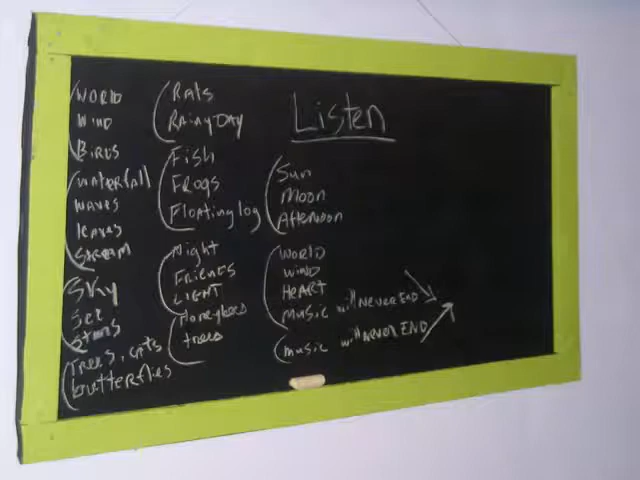 Listen
WORLD
WIND
BIRDS
WATERfall
WAVES
leaves
STREAM
Sky
Set
Stars
Trees, cats
butterflies
Rats
RAINY DAY
Fish
FROGS
Floating log
Night
FRIENDS
LIGHT
Honeybees
trees
Sun
Moon
Afternoon
WORLD
WIND
HEART
MUSIC will NEVER END
music will never END